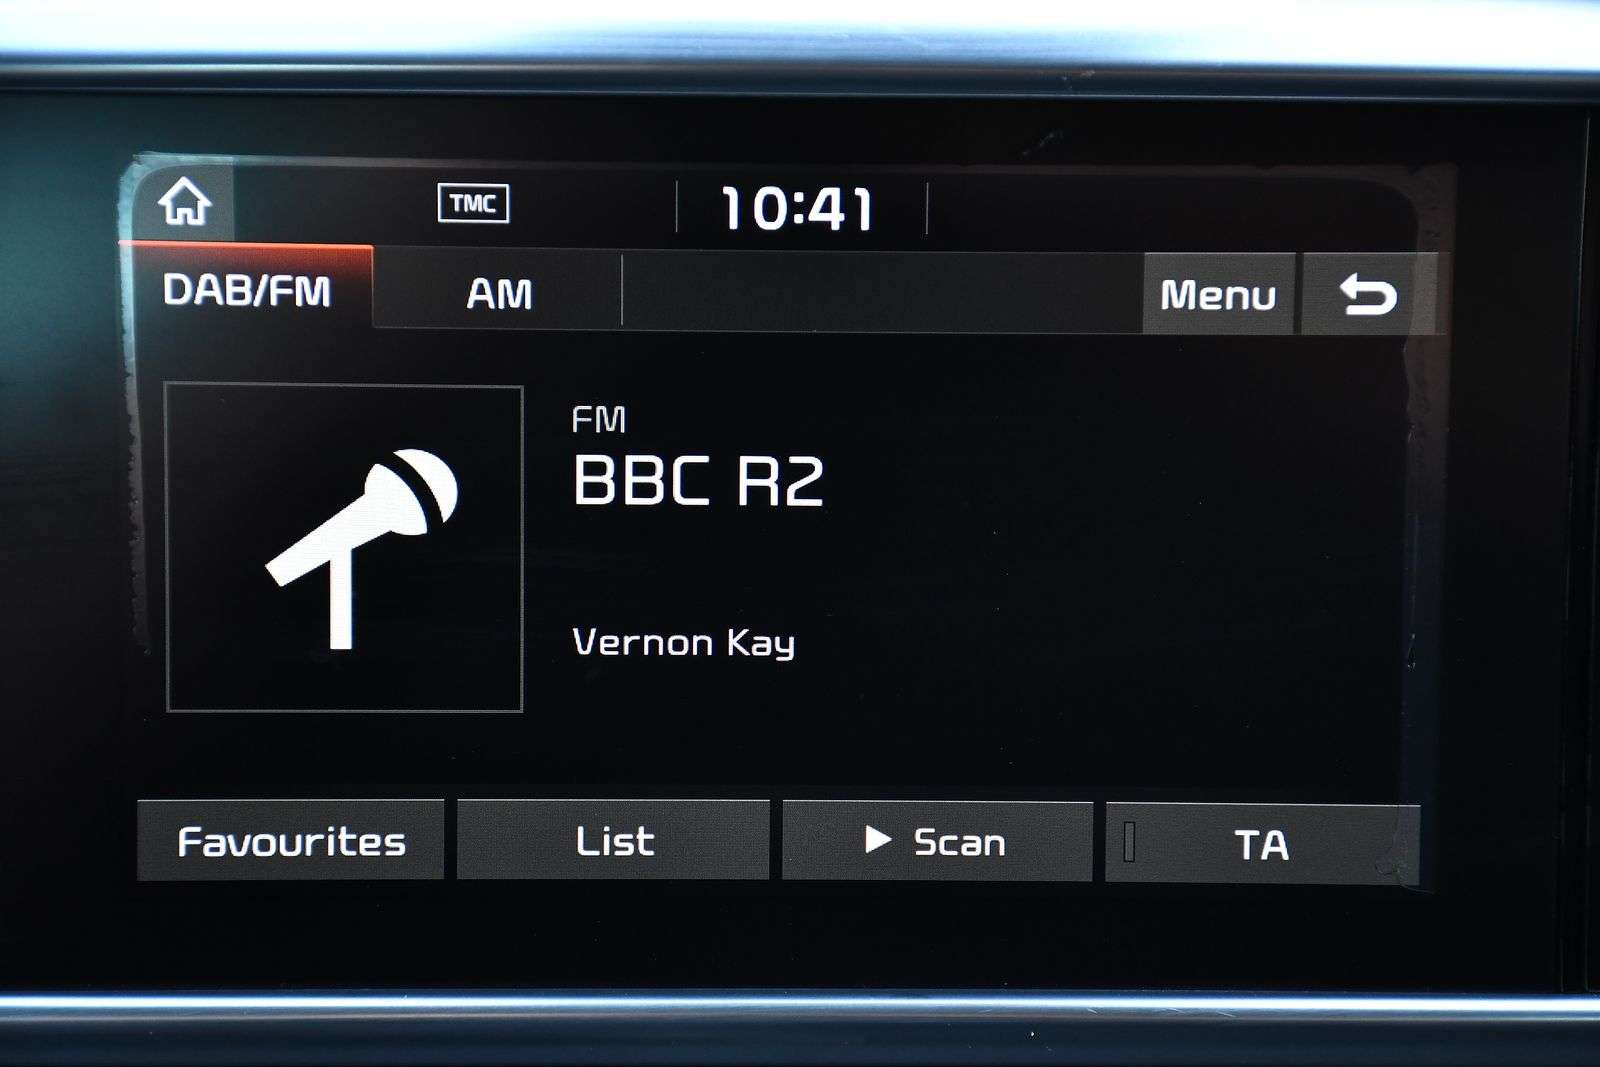 TMC
10:41
DAB/FM
AM
Menu
FM
BBC R2
Vernon Kay
Favourites
List
Scan
TA